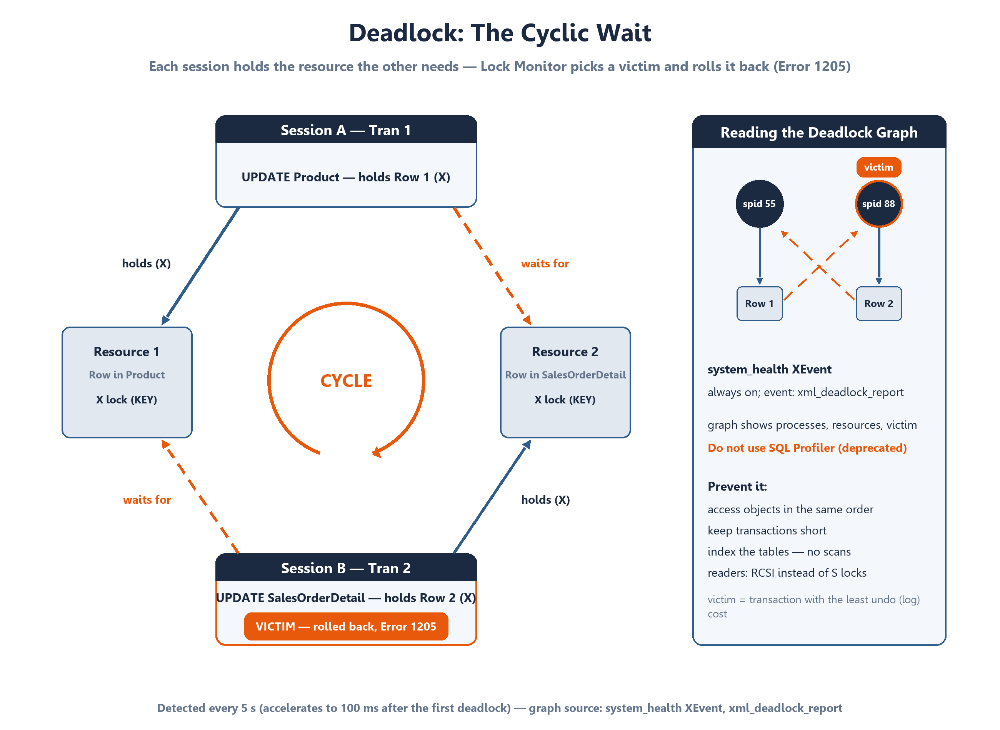 Deadlock: The Cyclic Wait
Each session holds the resource the other needs — Lock Monitor picks a victim and rolls it back (Error 1205)
Session A — Tran 1
UPDATE Product — holds Row 1 (X)
holds (X)
waits for
Resource 1
Row in Product
X lock (KEY)
CYCLE
Resource 2
Row in SalesOrderDetail
X lock (KEY)
waits for
holds (X)
Session B — Tran 2
UPDATE SalesOrderDetail — holds Row 2 (X)
VICTIM — rolled back, Error 1205
Reading the Deadlock Graph
victim
spid 55
spid 88
Row 1
Row 2
system_health XEvent
always on; event: xml_deadlock_report
graph shows processes, resources, victim
Do not use SQL Profiler (deprecated)
Prevent it:
access objects in the same order
keep transactions short
index the tables — no scans
readers: RCSI instead of S locks
victim = transaction with the least undo (log)
cost
Detected every 5 s (accelerates to 100 ms after the first deadlock) — graph source: system_health XEvent, xml_deadlock_report